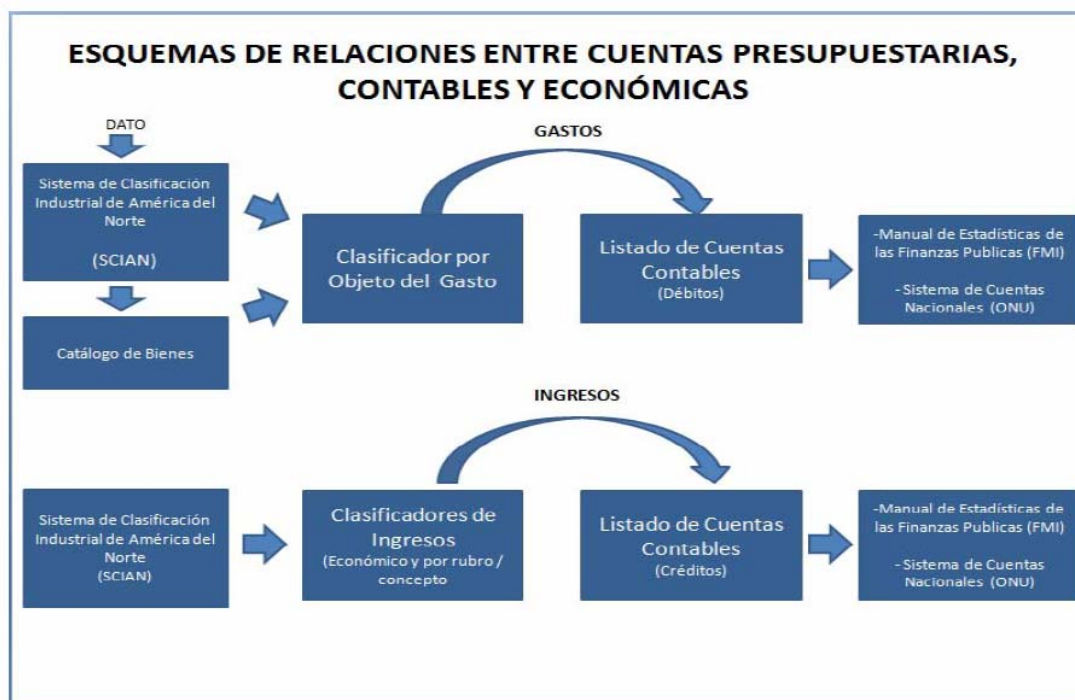 ESQUEMAS DE RELACIONES ENTRE CUENTAS PRESUPUESTARIAS,
CONTABLES Y ECONÓMICAS
DATO
GASTOS
Sistema de Clasificación
Industrial de América del
Norte
(SCIAN)
Catálogo de Bienes
Clasificador por
Objeto del Gasto
Listado de Cuentas
Contables
(Débitos)
-Manual de Estadísticas de
las Finanzas Publicas (FMI)
- Sistema de Cuentas
Nacionales (ONU)
INGRESOS
Sistema de Clasificación
Industrial de América del
Norte
(SCIAN)
Clasificadores de
Ingresos
(Económico y por rubro /
concepto
Listado de Cuentas
Contables
(Créditos)
-Manual de Estadísticas de
las Finanzas Publicas (FMI)
- Sistema de Cuentas
Nacionales (ONU)